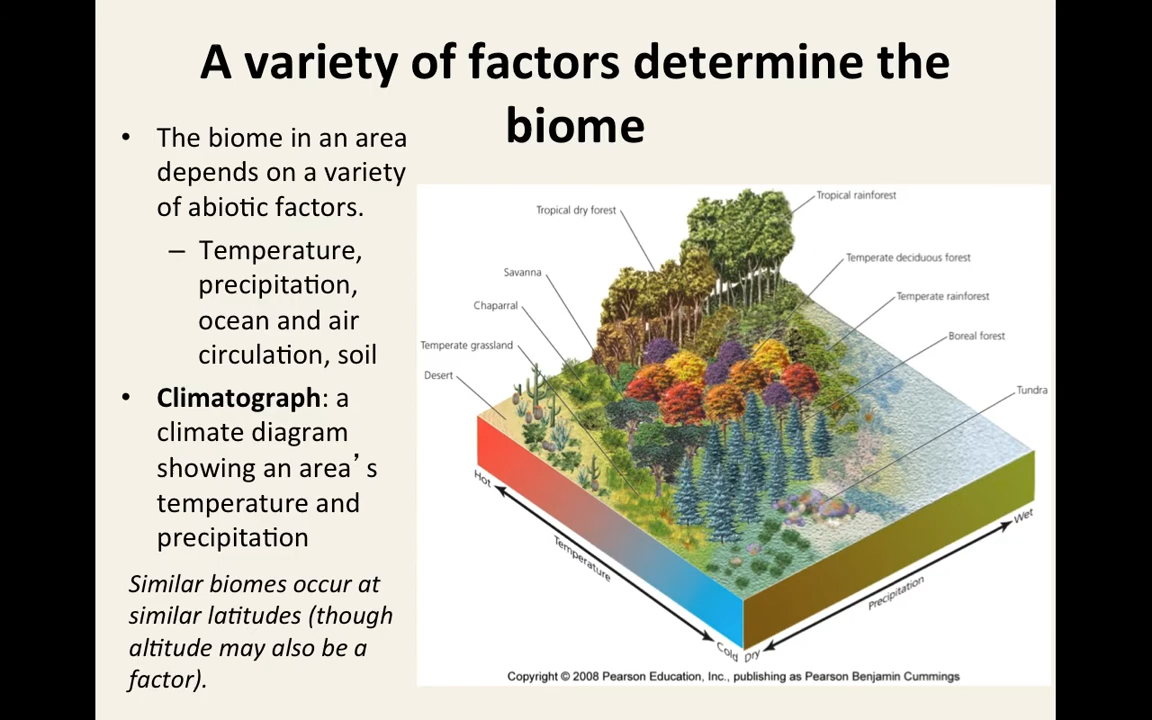 A variety of factors determine the
biome
• The biome in an area
depends on a variety
of abiotic factors.
– Temperature,
precipitation,
ocean and air
circulation, soil
• Climatograph: a
climate diagram
showing an area’s
temperature and
precipitation
Similar biomes occur at
similar latitudes (though
altitude may also be a
factor).
Tropical rainforest
Tropical dry forest
Temperate deciduous forest
Savanna
Temperate rainforest
Chaparral
Boreal forest
Temperate grassland
Desert
Tundra
Hot
Temperature
Cold
Dry
Precipitation
Wet
Copyright © 2008 Pearson Education, Inc., publishing as Pearson Benjamin Cummings